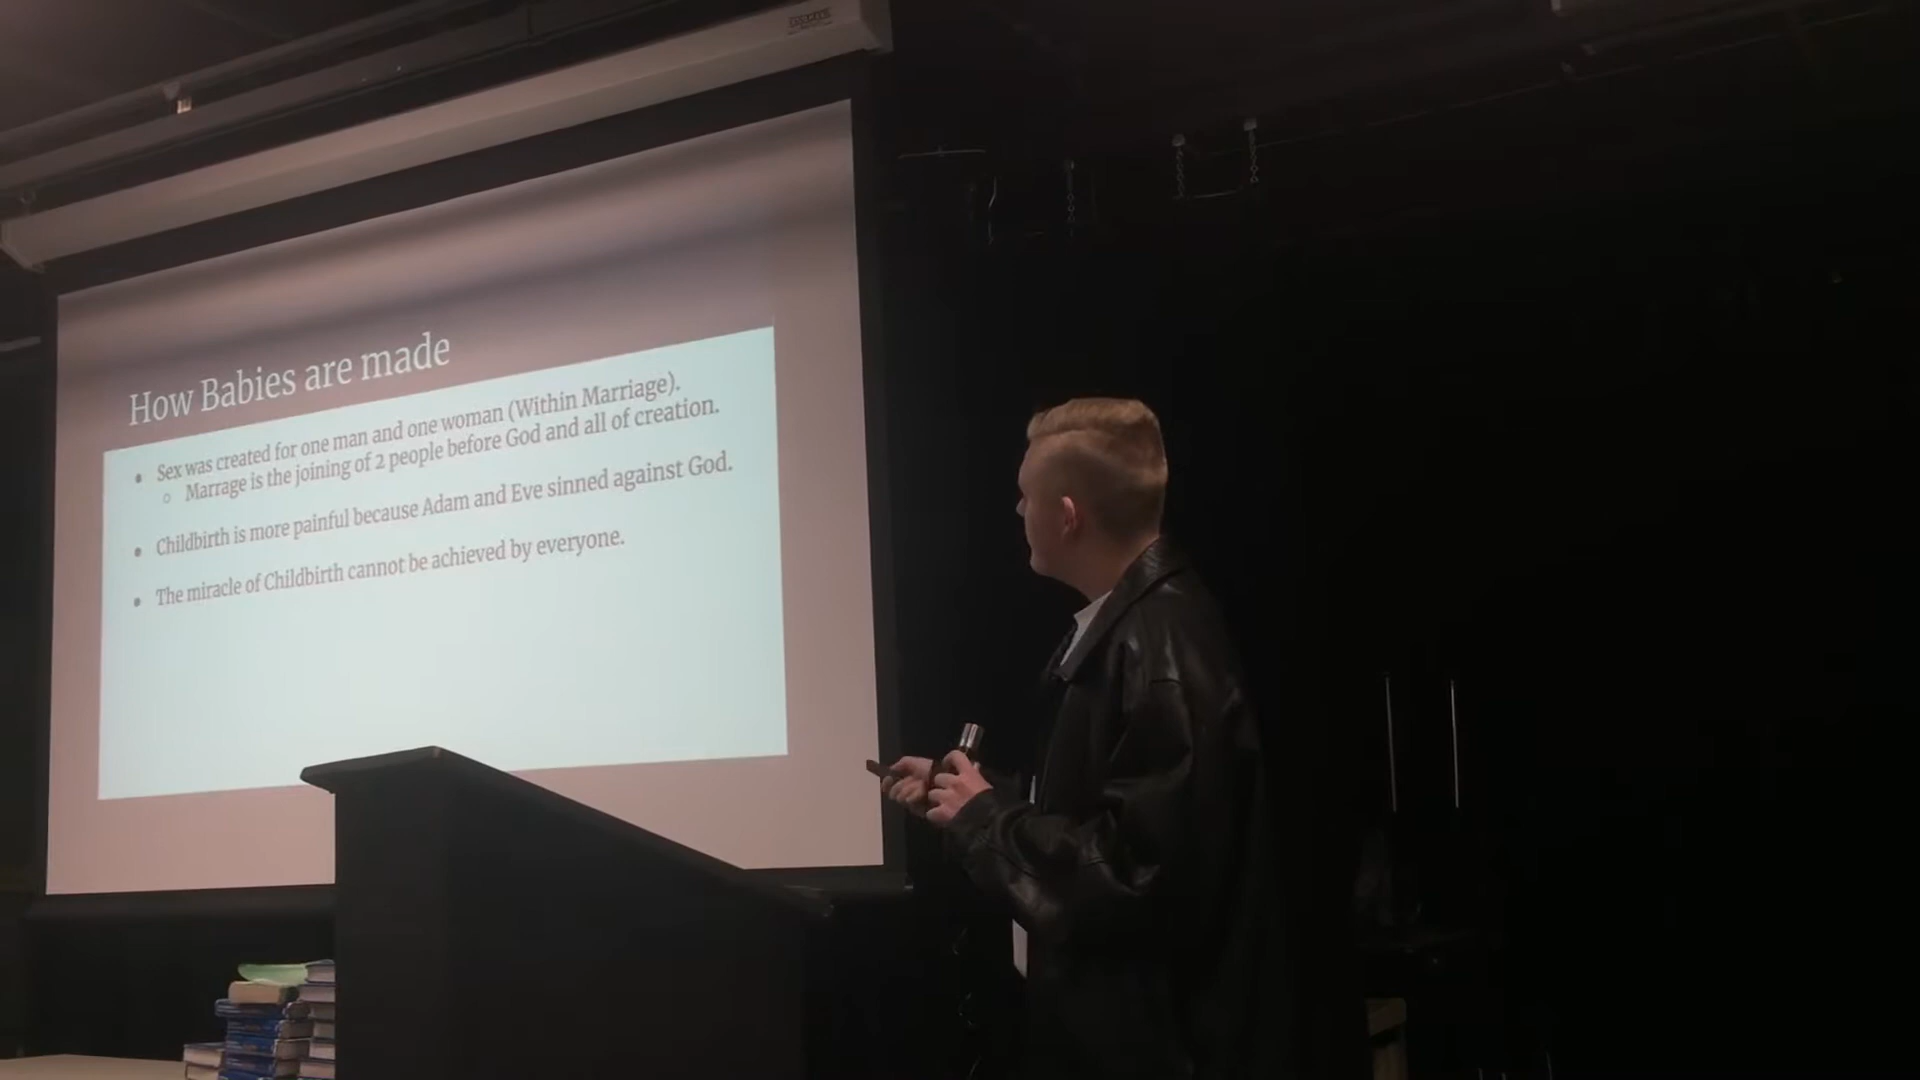 How Babies are made
Sex was created for one man and one woman (Within Marriage).
Marrage is the joining of 2 people before God and all of creation.
Childbirth is more painful because Adam and Eve sinned against God.
The miracle of Childbirth cannot be achieved by everyone.